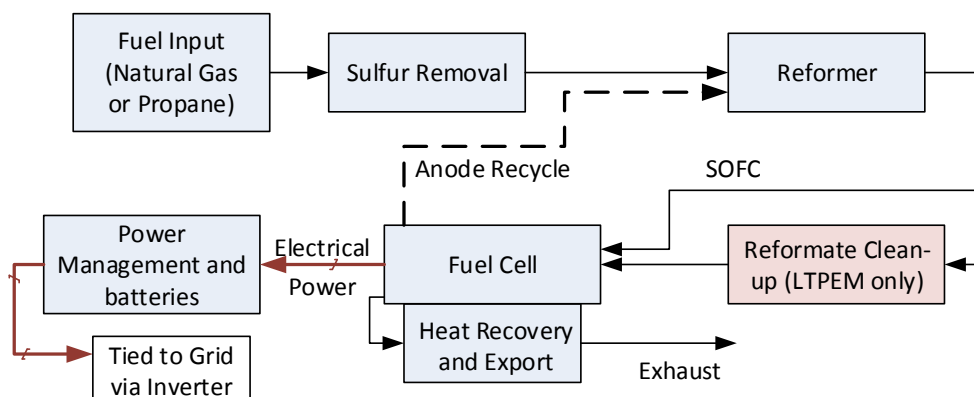 Fuel Input
(Natural Gas
or Propane)
Sulfur Removal
Reformer
Anode Recycle
SOFC
Power
Management and
batteries
Electrical
Power
Fuel Cell
Reformate Clean-
up (LTPEM only)
Heat Recovery
and Export
Exhaust
Tied to Grid
via Inverter